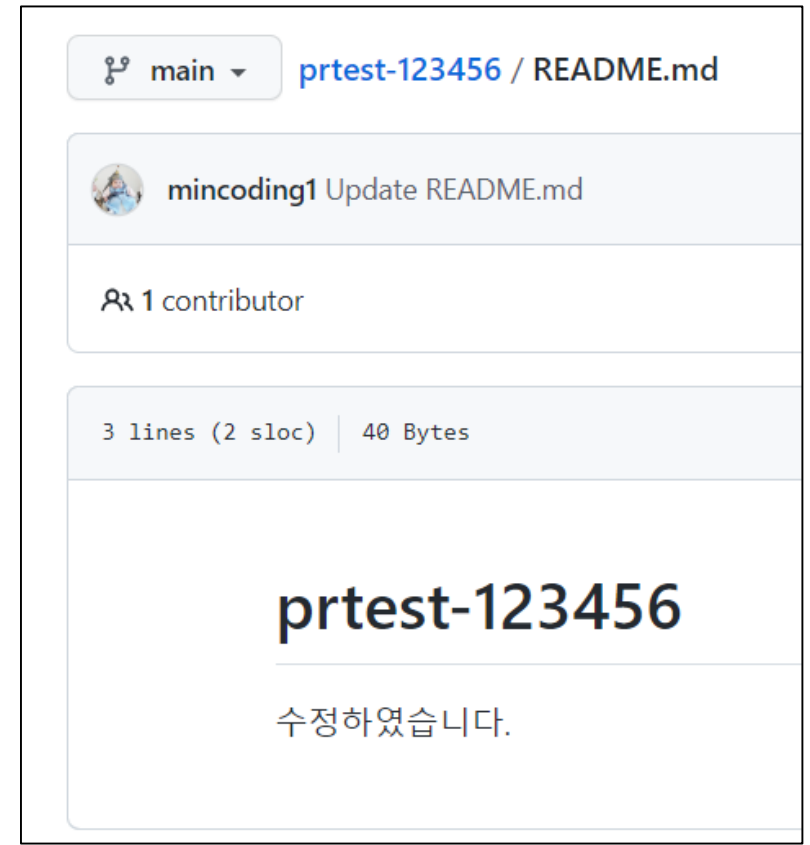 main prtest-123456 / README.md
mincoding1 Update README.md
1 contributor
3 lines (2 sloc) 40 Bytes
prtest-123456
수정하였습니다.